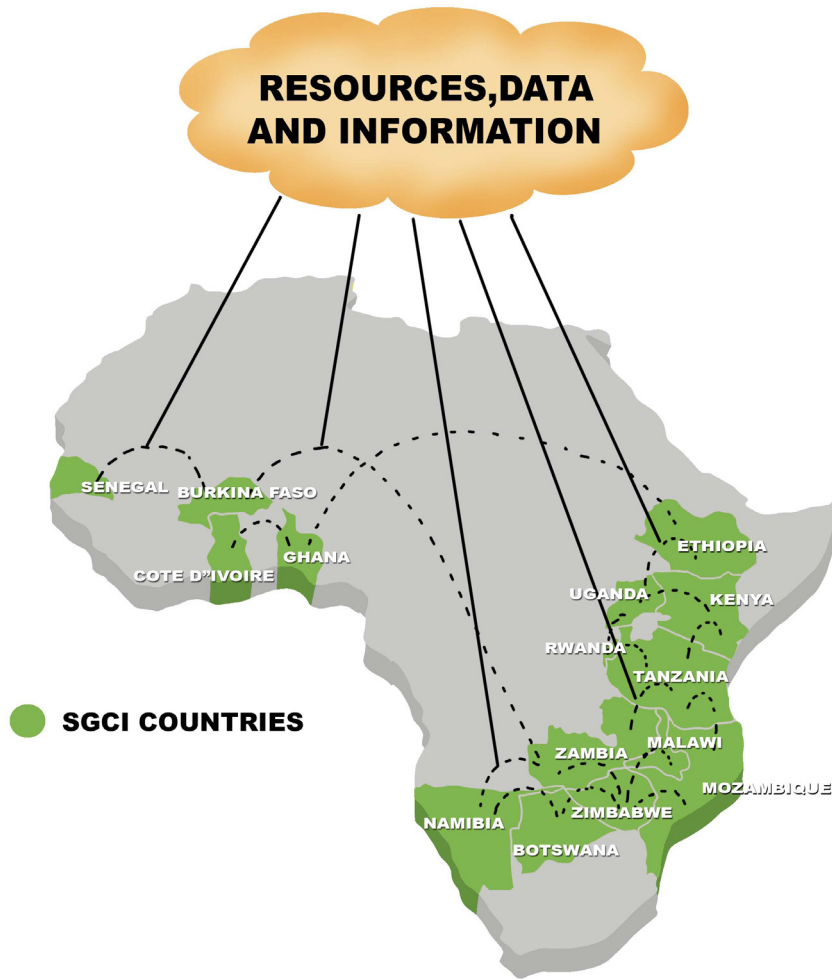 RESOURCES,DATA
AND INFORMATION
SENEGAL
BURKINA FASO
GHANA
COTE D"IVOIRE
ETHIOPIA
UGANDA
KENYA
RWANDA
TANZANIA
SGCI COUNTRIES
ZAMBIA
MALAWI
MOZAMBIQUE
NAMIBIA
ZIMBABWE
BOTSWANA